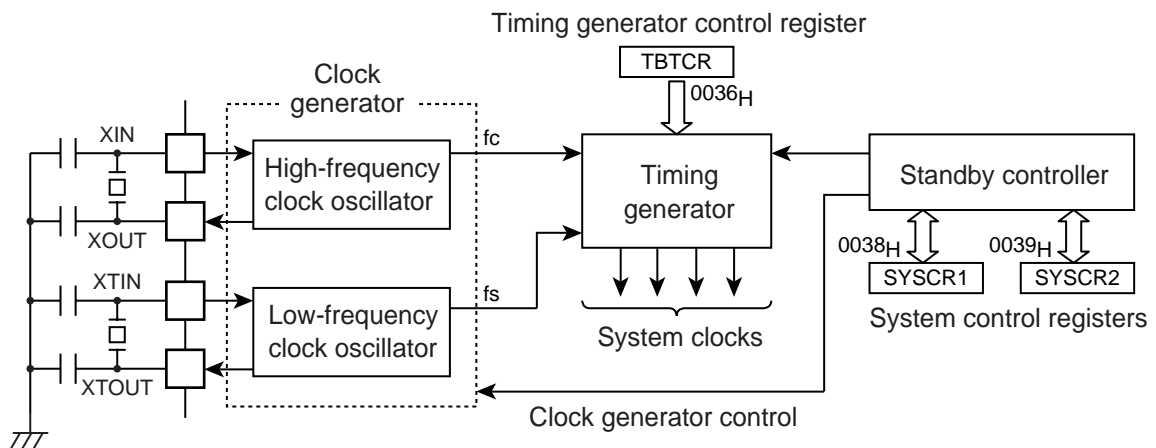 Timing generator control register
TBTCR
0036H
Clock
generator
XIN
XOUT
High-frequency
clock oscillator
fc
Timing
generator
Standby controller
0038H
0039H
SYSCR1
SYSCR2
System control registers
XTIN
XTOUT
Low-frequency
clock oscillator
fs
System clocks
Clock generator control